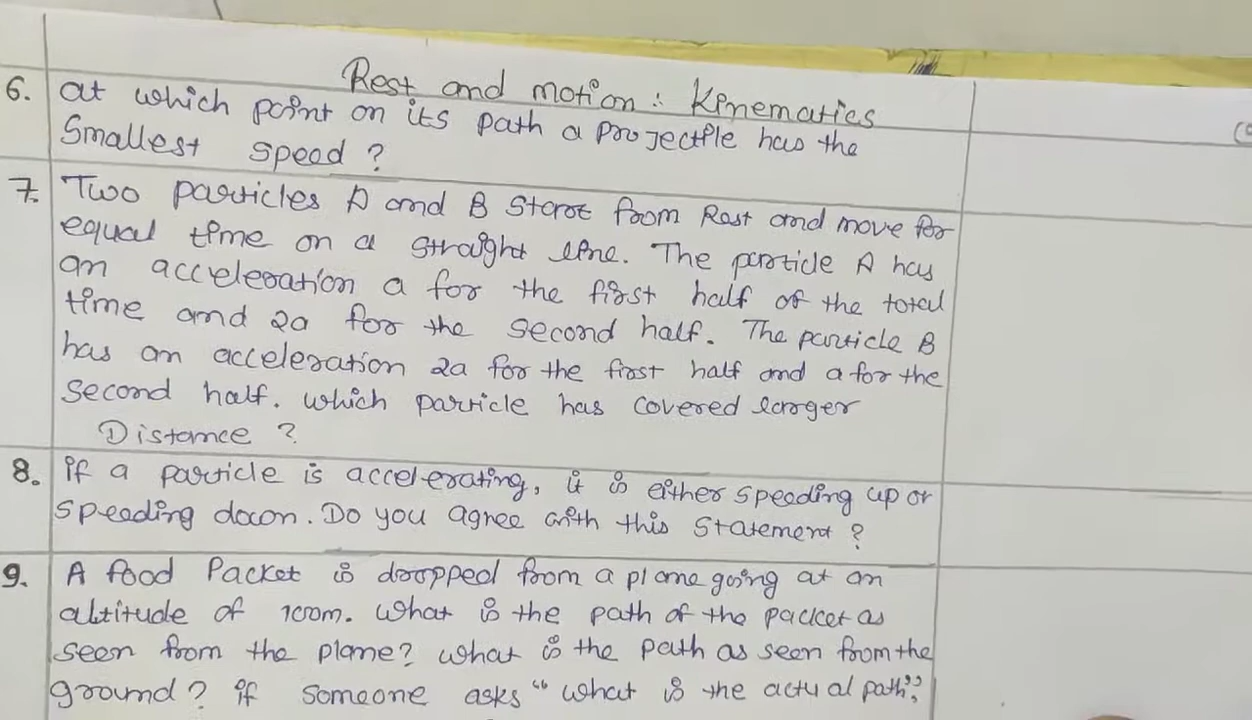 Rest and motion : Kinematics
6. at which point on its path a projectile has the
Smallest speed ?
7. Two particles A and B Starot from Rest and move for
equal time on a straight line. The particle A has
an acceleration a for the first half of the total
time and 2a for the second half. The particle B
has an acceleration 2a for the first half and a for the
second half. which particle has covered larger
Distance ?
8. if a particle is accelerating, it is either speeding up or
speeding down. Do you agree with this Statement ?
9. A food Packet is dropped from a plane going at an
altitude of 100m. What is the path of the packet as
seen from the plane? what is the path as seen from the
ground? if someone asks "what is the actual path"?